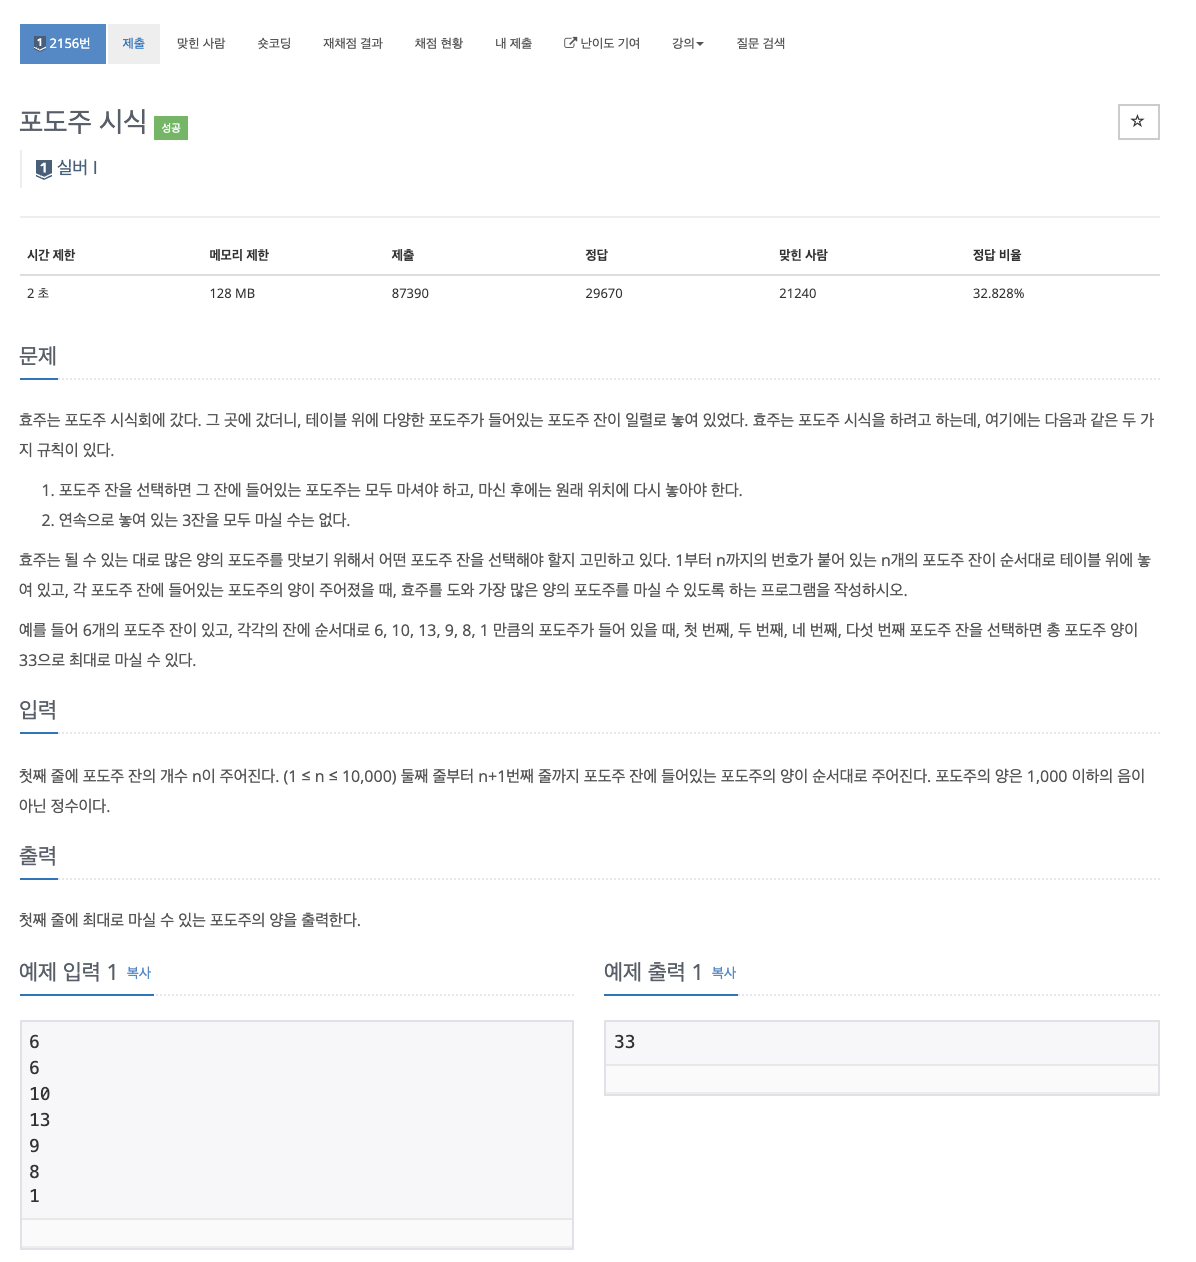 2156번 제출 맞힌 사람 숏코딩 재채점 결과 채점 현황 내 제출 난이도 기여 강의 질문 검색
포도주 시식 성공
1 실버 I
시간 제한 메모리 제한 제출 정답 맞힌 사람 정답 비율
2 초 128 MB 87390 29670 21240 32.828%
문제
효주는 포도주 시식회에 갔다. 그 곳에 갔더니, 테이블 위에 다양한 포도주가 들어있는 포도주 잔이 일렬로 놓여 있었다. 효주는 포도주 시식을 하려고 하는데, 여기에는 다음과 같은 두 가
지 규칙이 있다.
1. 포도주 잔을 선택하면 그 잔에 들어있는 포도주는 모두 마셔야 하고, 마신 후에는 원래 위치에 다시 놓아야 한다.
2. 연속으로 놓여 있는 3잔을 모두 마실 수는 없다.
효주는 될 수 있는 대로 많은 양의 포도주를 맛보기 위해서 어떤 포도주 잔을 선택해야 할지 고민하고 있다. 1부터 n까지의 번호가 붙어 있는 n개의 포도주 잔이 순서대로 테이블 위에 놓
여 있고, 각 포도주 잔에 들어있는 포도주의 양이 주어졌을 때, 효주를 도와 가장 많은 양의 포도주를 마실 수 있도록 하는 프로그램을 작성하시오.
예를 들어 6개의 포도주 잔이 있고, 각각의 잔에 순서대로 6, 10, 13, 9, 8, 1 만큼의 포도주가 들어 있을 때, 첫 번째, 두 번째, 네 번째, 다섯 번째 포도주 잔을 선택하면 총 포도주 양이
33으로 최대로 마실 수 있다.
입력
첫째 줄에 포도주 잔의 개수 n이 주어진다. (1 ≤ n ≤ 10,000) 둘째 줄부터 n+1번째 줄까지 포도주 잔에 들어있는 포도주의 양이 순서대로 주어진다. 포도주의 양은 1,000 이하의 음이
아닌 정수이다.
출력
첫째 줄에 최대로 마실 수 있는 포도주의 양을 출력한다.
예제 입력 1 복사
6
6
10
13
9
8
1
예제 출력 1 복사
33